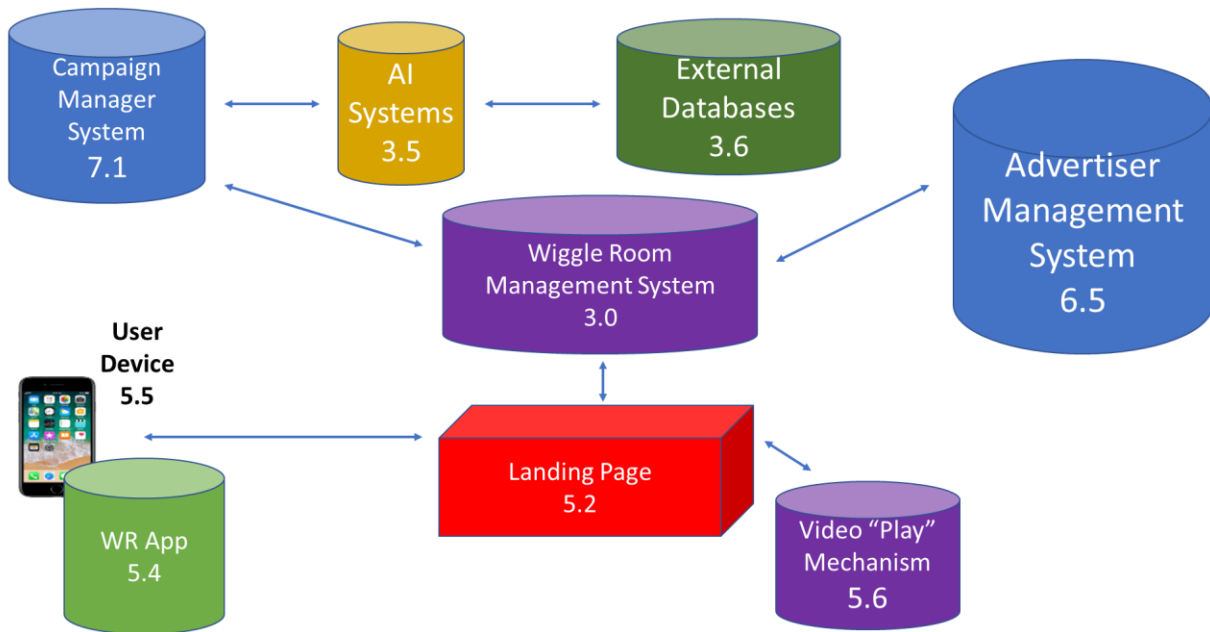 Campaign
Manager
System
7.1
AI
Systems
3.5
External
Databases
3.6
Advertiser
Management
System
6.5
Wiggle Room
Management System
3.0
User
Device
5.5
Landing Page
5.2
WR App
5.4
Video “Play”
Mechanism
5.6